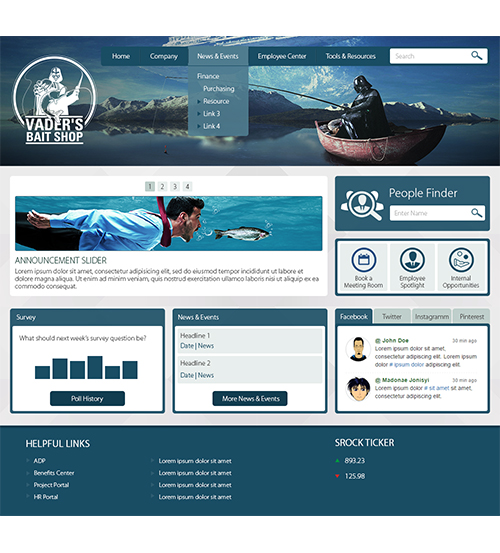 Home Company News & Events Employee Center Tools & Resources Search
Finance
Purchasing
Resource
Link 3
Link 4
VADER'S
BAIT SHOP
1 2 3 4
ANNOUNCEMENT SLIDER
Lorem ipsum dolor sit amet, consectetur adipisicing elit, sed do eiusmod tempor incididunt ut labore et
dolore magna aliqua. Ut enim ad minim veniam, quis nostrud exercitation ullamco laboris nisi ut aliquip ex ea
commodo consequat.
People Finder
Enter Name
Book a
Meeting Room
Employee
Spotlight
Internal
Opportunities
Survey
What should next week's survey question be?
Poll History
News & Events
Headline 1
Date | News
Headline 2
Date | News
More News & Events
Facebook Twitter Instagramm Pinterest
@ John Doe 30 min ago
Lorem ipsum dolor sit amet,
consectetur adipiscing elit.
@ Madonae Jonisyi 30 min ago
Lorem ipsum # sit amet,
consectetur adipiscing elit
sed # elit ipsum dolor
HELPFUL LINKS
ADP
Benefits Center
Project Portal
HR Portal
Lorem ipsum dolor sit amet
Lorem ipsum dolor sit amet
Lorem ipsum dolor sit amet
Lorem ipsum dolor sit amet
SROCK TICKER
893.23
125.98